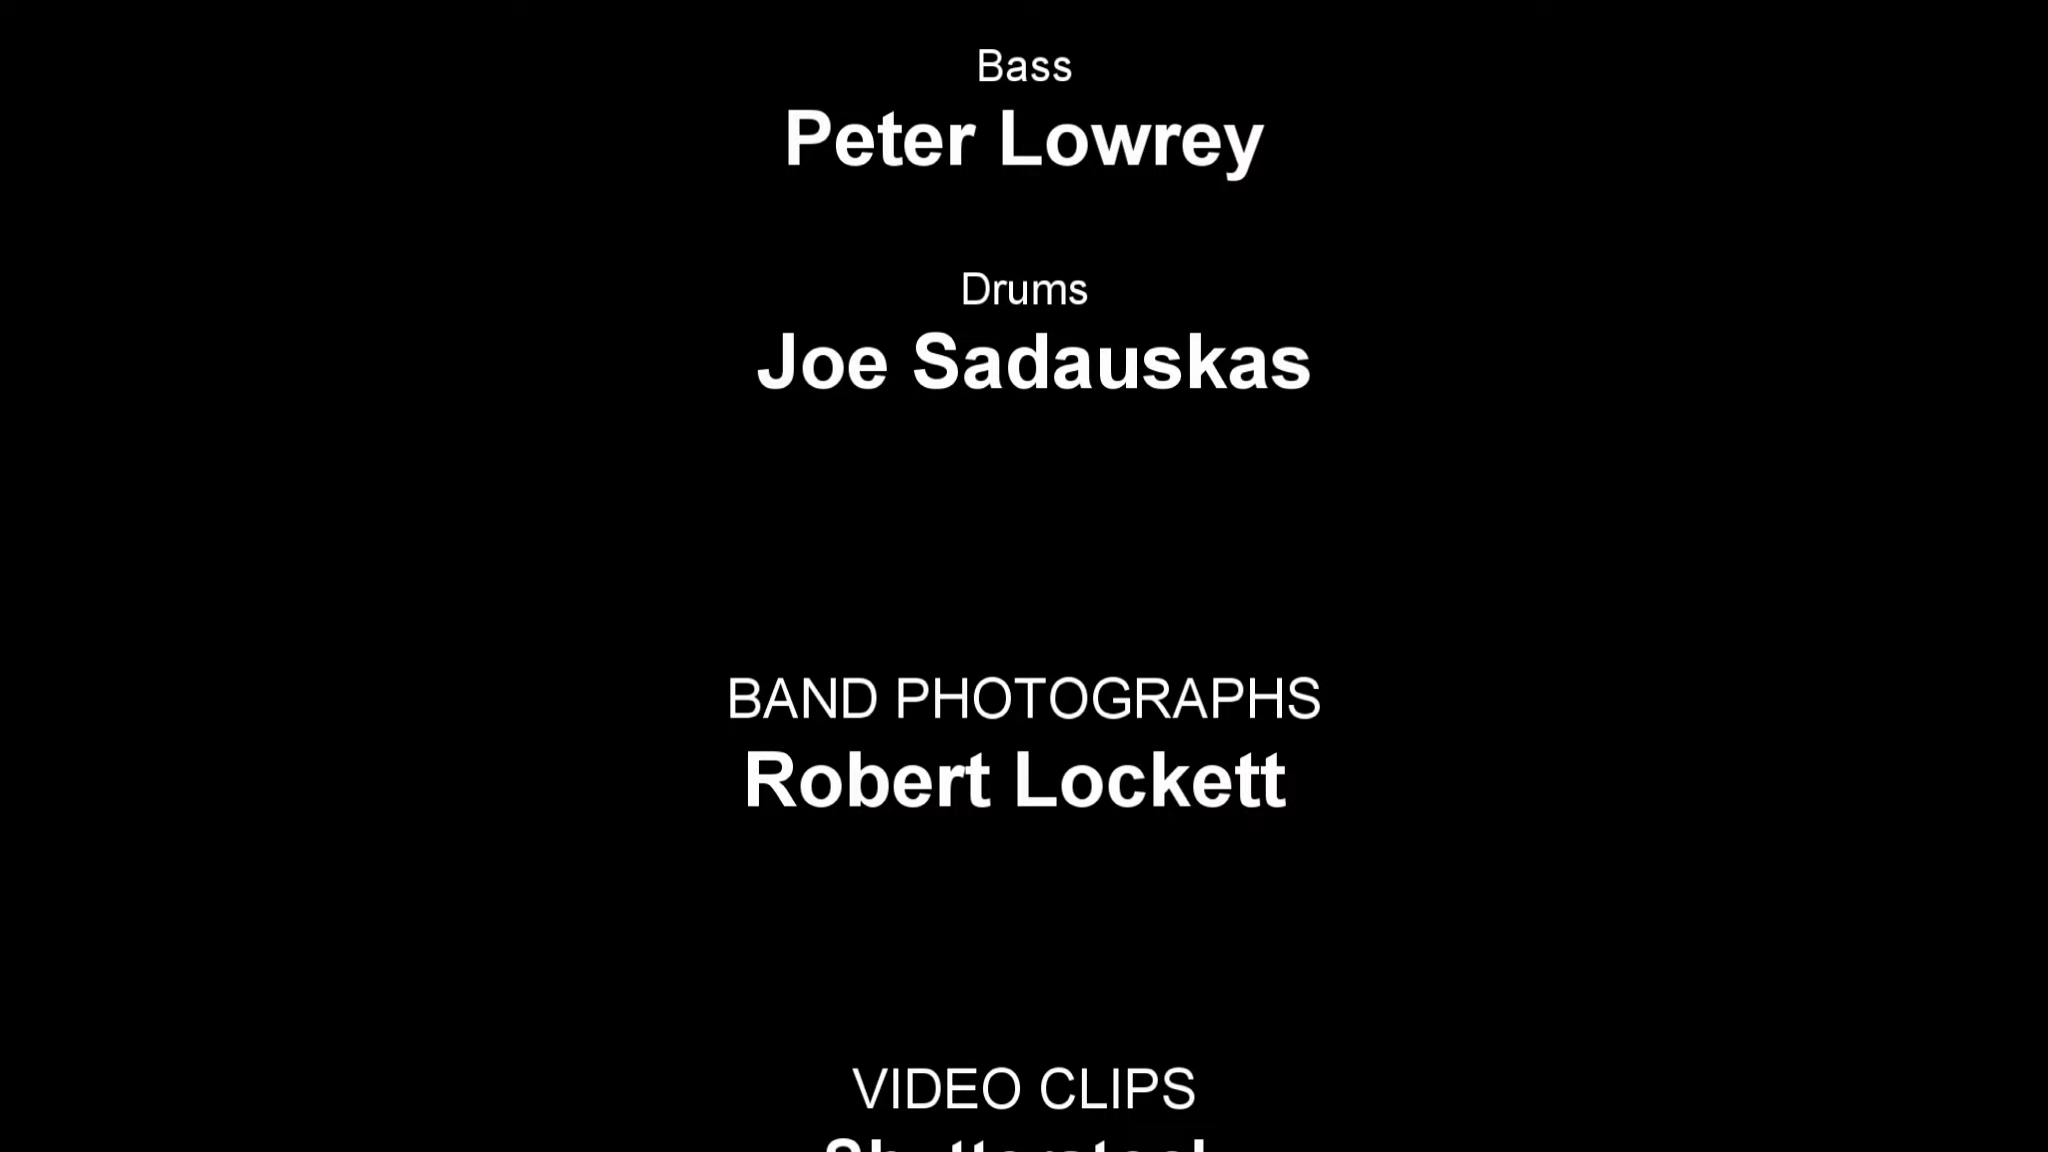 Bass
Peter Lowrey
Drums
Joe Sadauskas
BAND PHOTOGRAPHS
Robert Lockett
VIDEO CLIPS